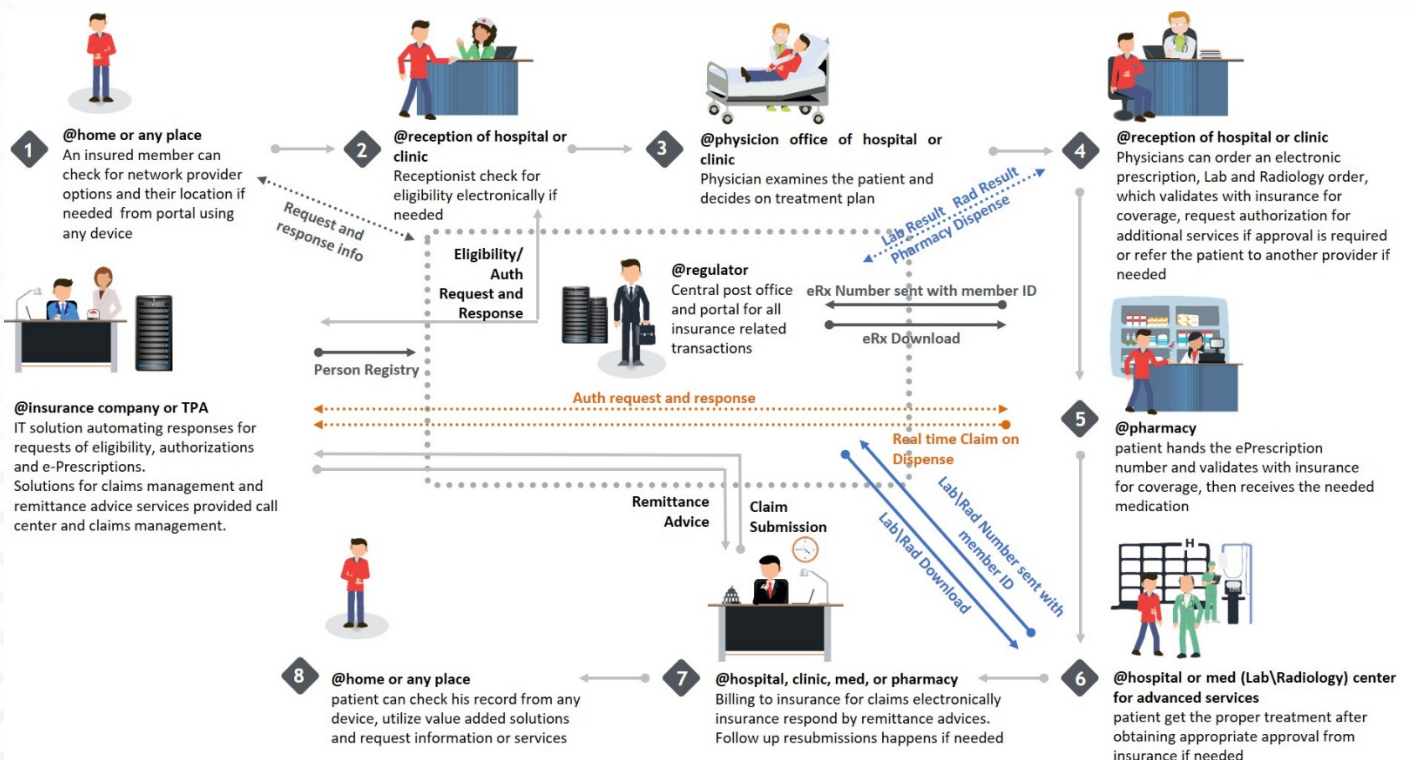 1
@home or any place
An insured member can
check for network provider
options and their location if
needed from portal using
any device
2
@reception of hospital or
clinic
Receptionist check for
eligibility electronically if
needed
3
@physicion office of hospital or
clinic
Physician examines the patient and
decides on treatment plan
4
@reception of hospital or clinic
Physicians can order an electronic
prescription, Lab and Radiology order,
which validates with insurance for
coverage, request authorization for
additional services if approval is required
or refer the patient to another provider if
needed
Request and
response info
Eligibility/
Auth
Request and
Response
@regulator
Central post office
and portal for all
insurance related
transactions
Lab Result Rad Result
Pharmacy Dispense
eRx Number sent with member ID
eRx Download
Person Registry
@insurance company or TPA
IT solution automating responses for
requests of eligibility, authorizations
and e-Prescriptions.
Solutions for claims management and
remittance advice services provided call
center and claims management.
Auth request and response
Real time Claim on
Dispense
5
@pharmacy
patient hands the ePrescription
number and validates with insurance
for coverage, then receives the needed
medication
Remittance
Advice
Claim
Submission
Lab\Rad Number sent with
member ID
Lab\Rad Download
H
6
@hospital or med (Lab\Radiology) center
for advanced services
patient get the proper treatment after
obtaining appropriate approval from
insurance if needed
7
@hospital, clinic, med, or pharmacy
Billing to insurance for claims electronically
insurance respond by remittance advices.
Follow up resubmissions happens if needed
8
@home or any place
patient can check his record from any
device, utilize value added solutions
and request information or services